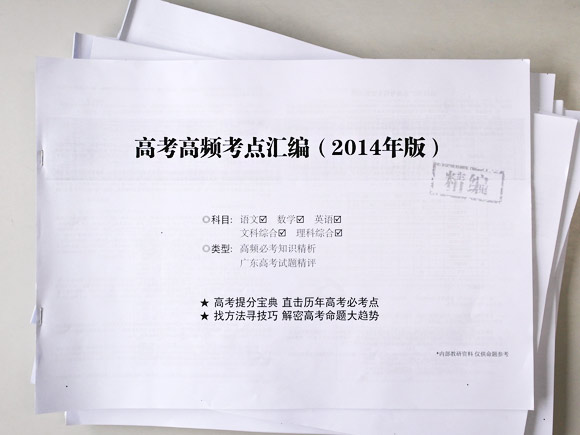 高考高频考点汇编（2014年版）
精编
◎科目: 语文☑ 数学☑ 英语☑
文科综合☑ 理科综合☑
◎类型: 高频必考知识精析
广东高考试题精评
★ 高考提分宝典 直击历年高考必考点
★ 找方法寻技巧 解密高考命题大趋势
*内部教研资料 仅供命题参考